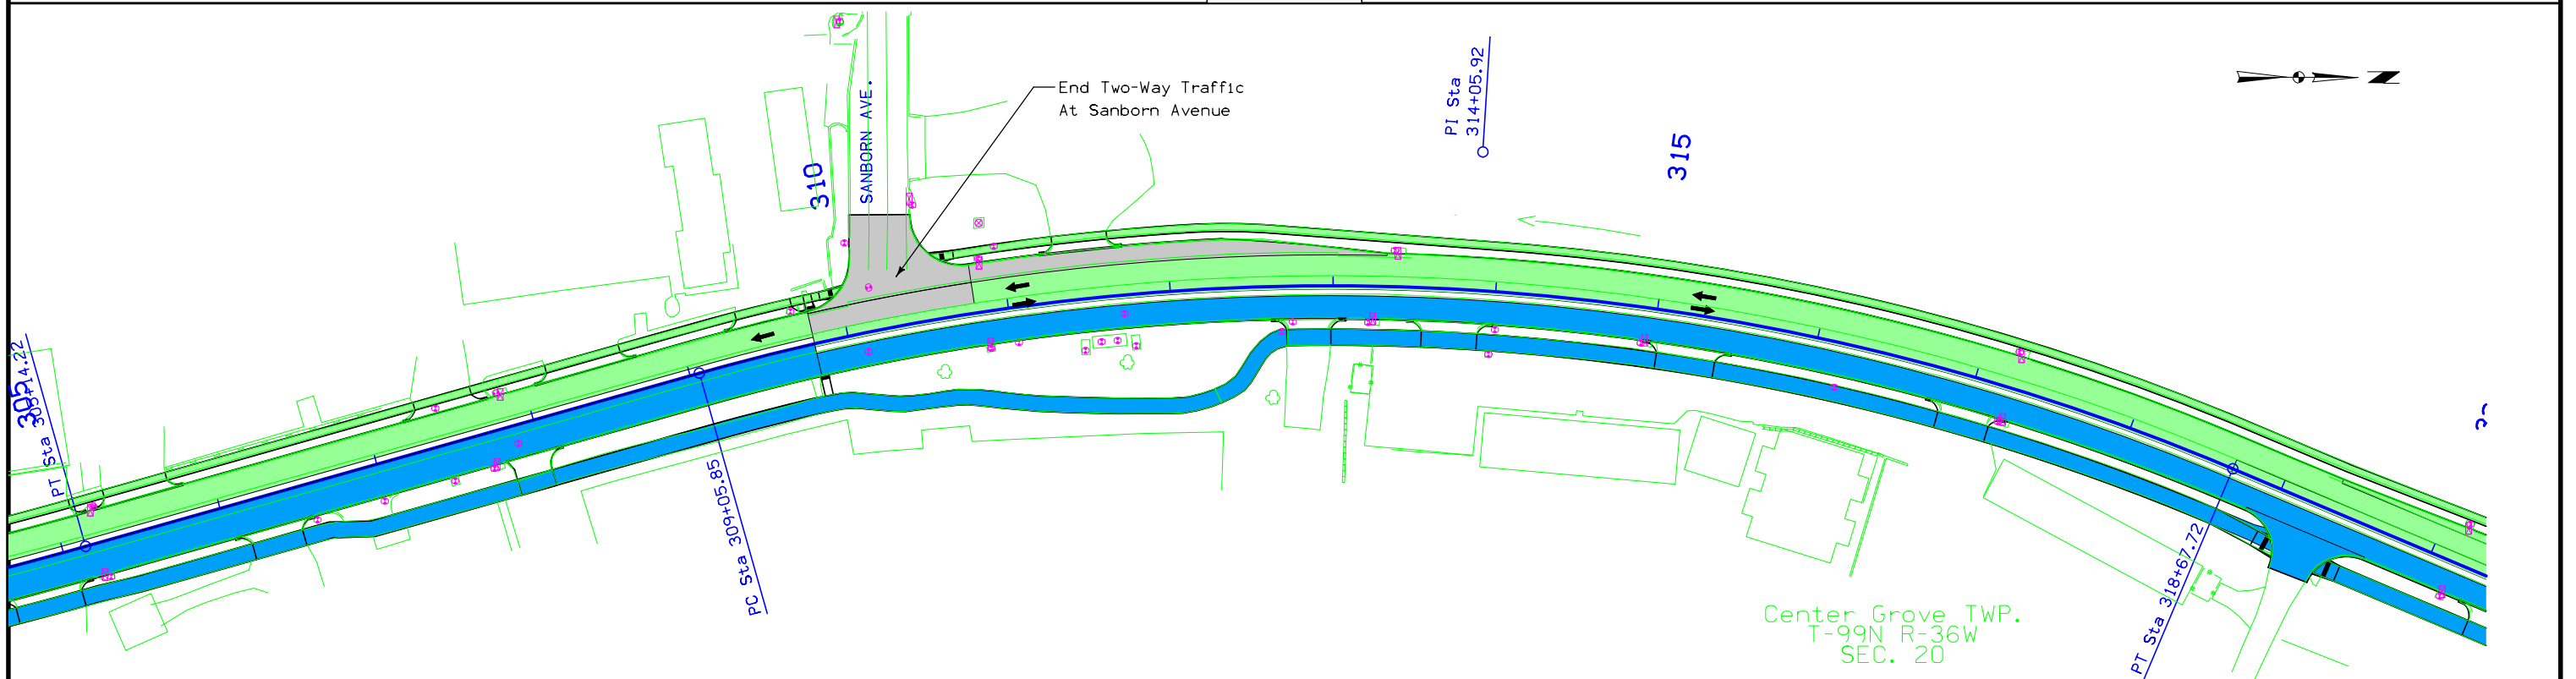 End Two-Way Traffic
At Sanborn Avenue
SANBORN AVE.
310
PI Sta
314+05.92
315
N
305
PT Sta 305+14.22
PC Sta 309+05.85
PT Sta 318+67.72
Center Grove TWP.
T-99N R-36W
SEC. 20